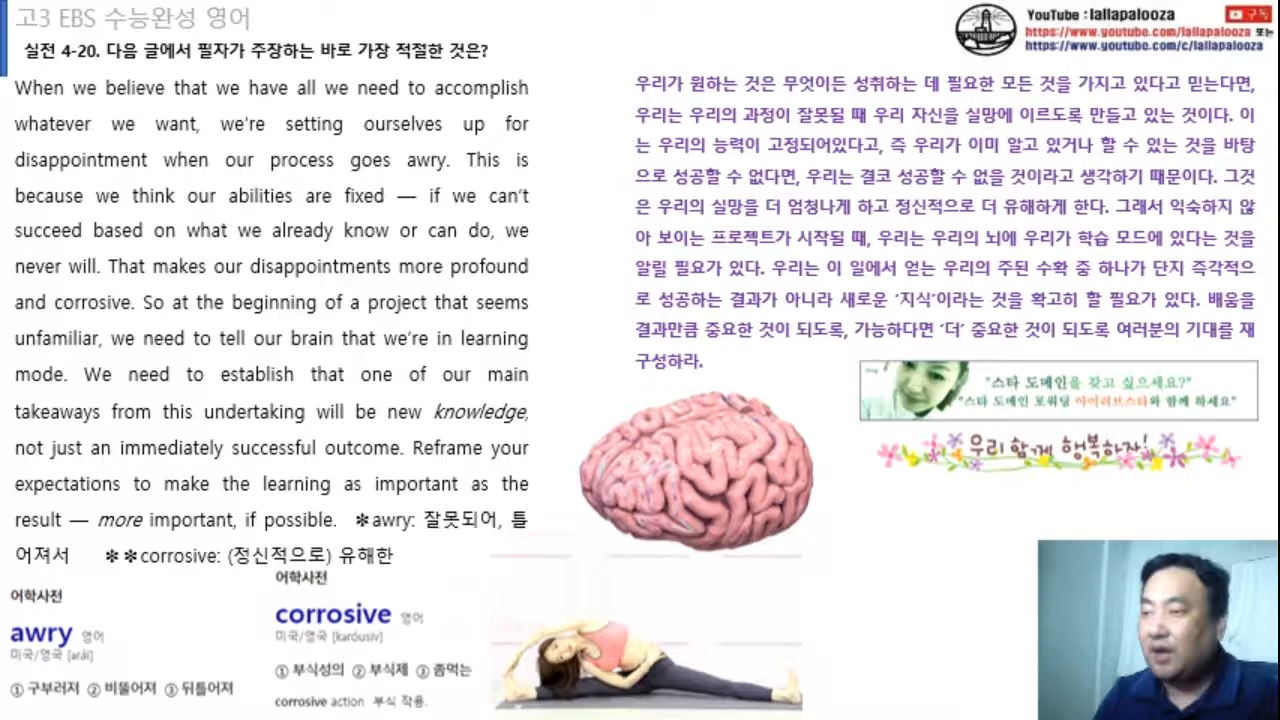 고3 EBS 수능완성 영어
실전 4-20. 다음 글에서 필자가 주장하는 바로 가장 적절한 것은?
When we believe that we have all we need to accomplish
whatever we want, we're setting ourselves up for
disappointment when our process goes awry. This is
because we think our abilities are fixed — if we can't
succeed based on what we already know or can do, we
never will. That makes our disappointments more profound
and corrosive. So at the beginning of a project that seems
unfamiliar, we need to tell our brain that we're in learning
mode. We need to establish that one of our main
takeaways from this undertaking will be new knowledge,
not just an immediately successful outcome. Reframe your
expectations to make the learning as important as the
result — more important, if possible. ＊awry: 잘못되어, 틀
어져서 ＊＊corrosive: (정신적으로) 유해한
어학사전
awry 영어
미국/영국 [ərái]
① 구부러져 ② 비뚤어져 ③ 뒤틀어져
어학사전
corrosive 영어
미국/영국 [kəróusiv]
① 부식성의 ② 부식제 ③ 좀먹는
corrosive action 부식 작용.
YouTube : lallapalooza
구독
https://www.youtube.com/lallapalooza 또는
https://www.youtube.com/c/lallapalooza
우리가 원하는 것은 무엇이든 성취하는 데 필요한 모든 것을 가지고 있다고 믿는다면,
우리는 우리의 과정이 잘못될 때 우리 자신을 실망에 이르도록 만들고 있는 것이다. 이
는 우리의 능력이 고정되어있다고, 즉 우리가 이미 알고 있거나 할 수 있는 것을 바탕
으로 성공할 수 없다면, 우리는 결코 성공할 수 없을 것이라고 생각하기 때문이다. 그것
은 우리의 실망을 더 엄청나게 하고 정신적으로 더 유해하게 한다. 그래서 익숙하지 않
아 보이는 프로젝트가 시작될 때, 우리는 우리의 뇌에 우리가 학습 모드에 있다는 것을
알릴 필요가 있다. 우리는 이 일에서 얻는 우리의 주된 수확 중 하나가 단지 즉각적으
로 성공하는 결과가 아니라 새로운 '지식'이라는 것을 확고히 할 필요가 있다. 배움을
결과만큼 중요한 것이 되도록, 가능하다면 '더' 중요한 것이 되도록 여러분의 기대를 재
구성하라.
"스타 도메인을 갖고 싶으세요?"
"스타 도메인 포워딩 아이러브스타와 함께 하세요"
우리 함께 행복하자!